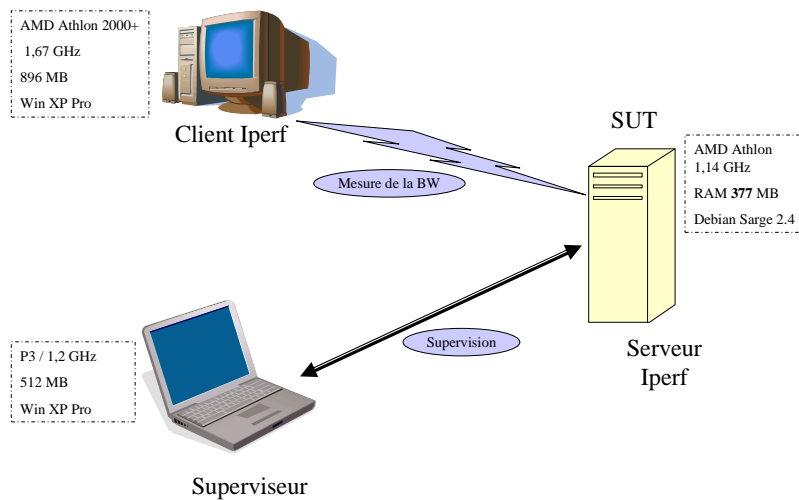 AMD Athlon 2000+
1,67 GHz
896 MB
Win XP Pro
Client Iperf
SUT
AMD Athlon
1,14 GHz
RAM 377 MB
Debian Sarge 2.4
Mesure de la BW
Supervision
Serveur
Iperf
P3 / 1,2 GHz
512 MB
Win XP Pro
Superviseur